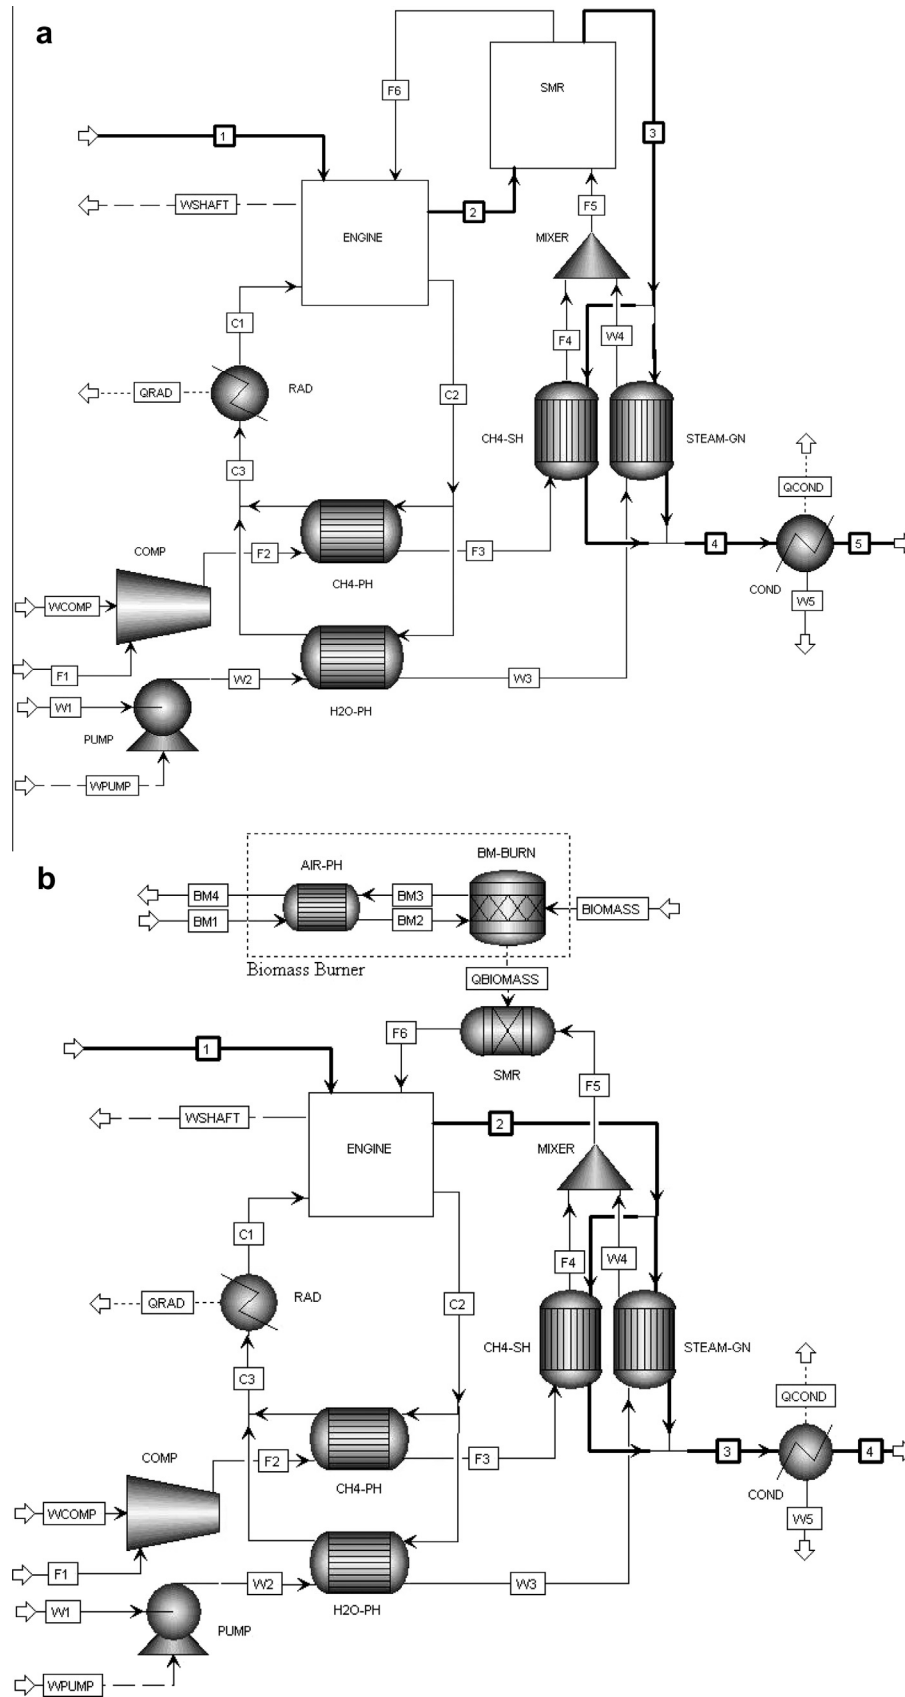 a
F6
SMR
1
3
WSHAFT
2
F5
ENGINE
MIXER
C1
F4
W4
QRAD
RAD
C2
CH4-SH
STEAM-GN
C3
QCOND
COMP
F2
F3
4
5
CH4-PH
COND
WCOMP
W5
F1
W2
W3
W1
H2O-PH
PUMP
WPUMP
b
BM-BURN
AIR-PH
BM4
BM3
BIOMASS
BM1
BM2
Biomass Burner
QBIOMASS
1
F6
SMR
F5
WSHAFT
2
ENGINE
MIXER
C1
F4
W4
QRAD
RAD
C2
CH4-SH
STEAM-GN
C3
QCOND
COMP
F2
F3
3
4
CH4-PH
COND
WCOMP
W5
F1
W2
W3
W1
H2O-PH
PUMP
WPUMP